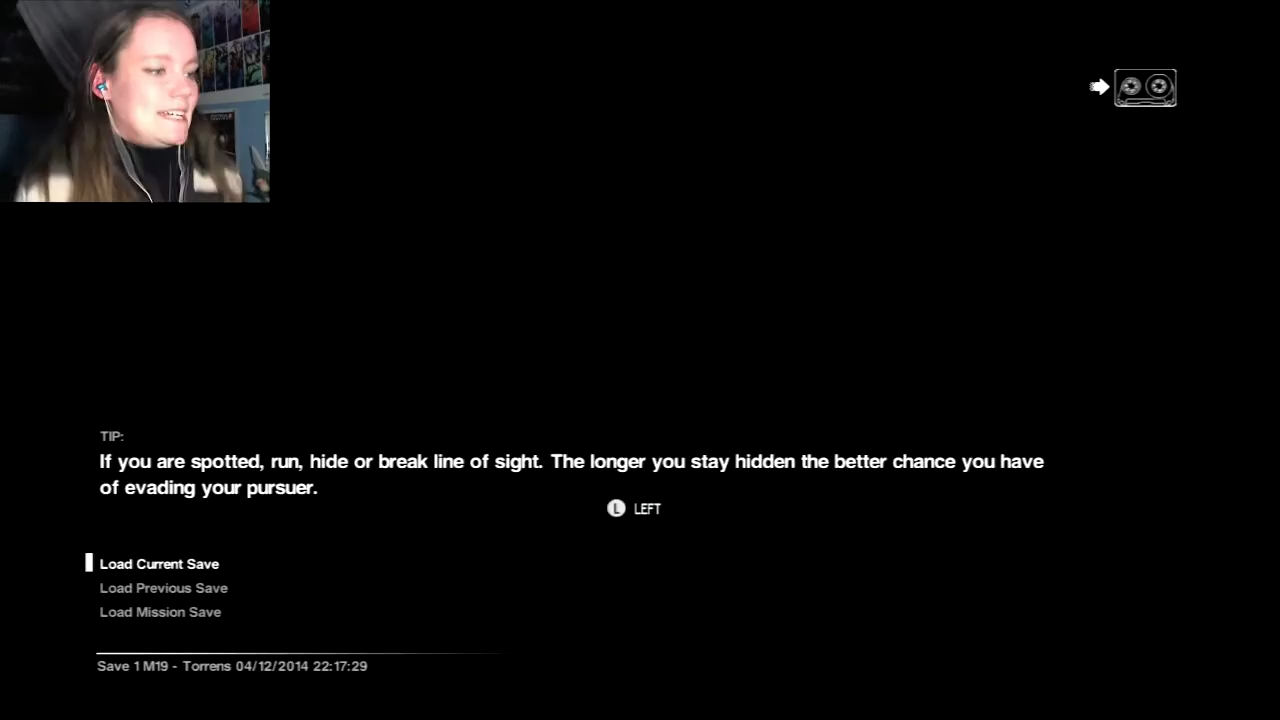 TIP:
If you are spotted, run, hide or break line of sight. The longer you stay hidden the better chance you have
of evading your pursuer.
L LEFT
Load Current Save
Load Previous Save
Load Mission Save
Save 1 M19 - Torrens 04/12/2014 22:17:29